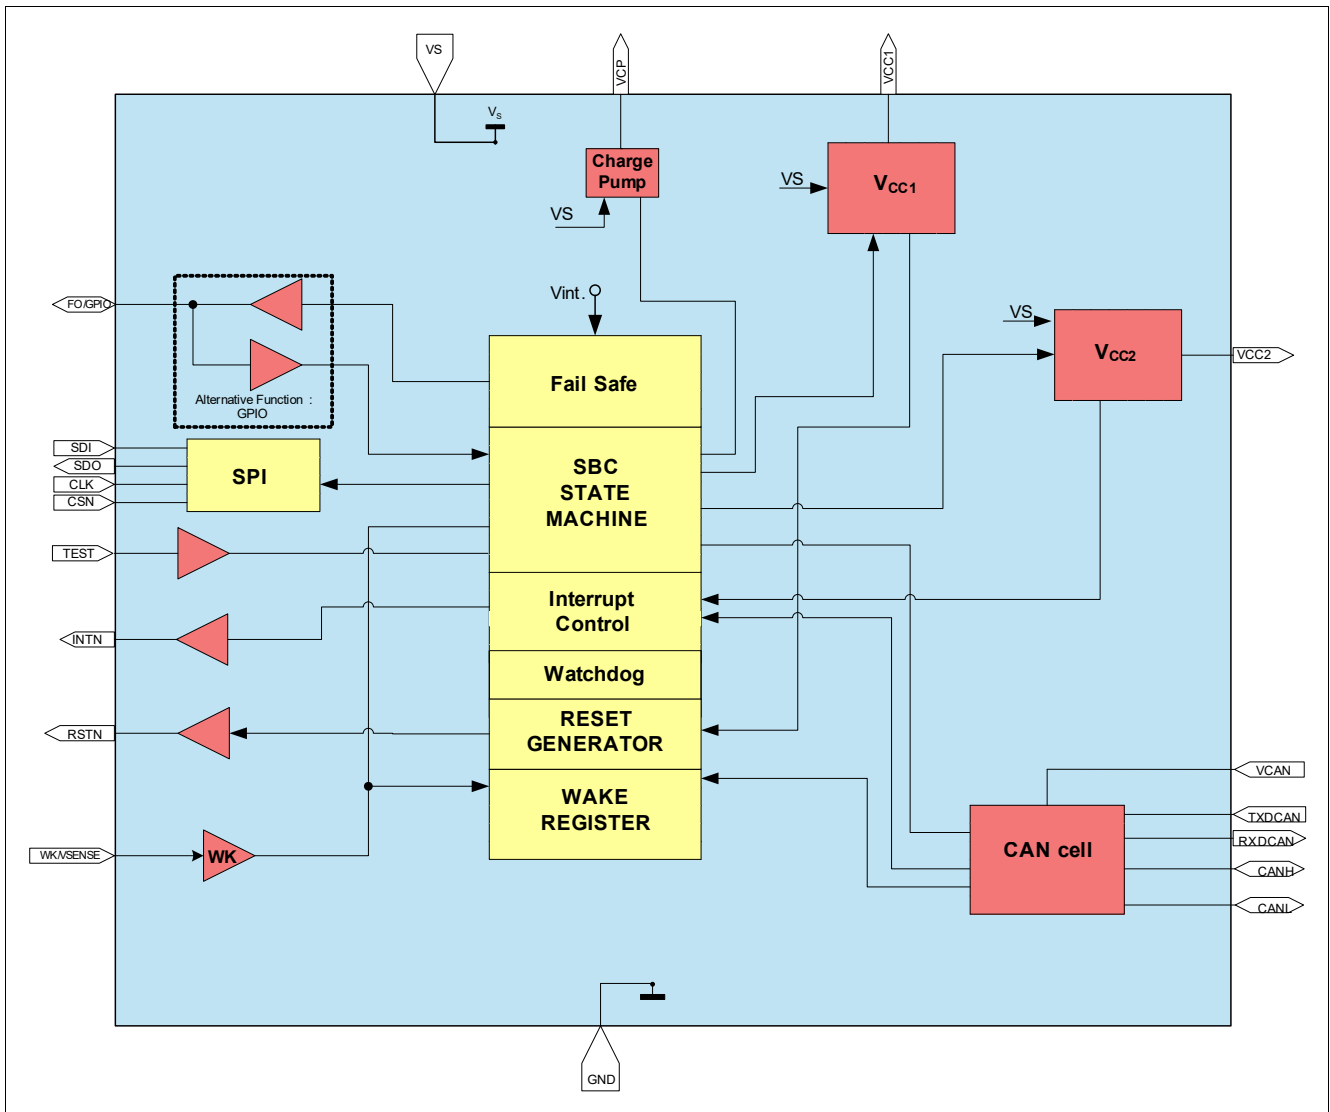 VS
VCP
VCC1
VS
Charge
Pump
VS
VCC1
VS
FO/GPIO
Alternative Function :
GPIO
Vint.
VS
VCC2
VCC2
Fail Safe
SDI
SDO
CLK
CSN
SPI
SBC
STATE
MACHINE
TEST
Interrupt
Control
INTN
Watchdog
RSTN
RESET
GENERATOR
VCAN
WAKE
REGISTER
TXDCAN
RXDCAN
CAN cell
WK/VSENSE
WK
CANH
CANL
GND